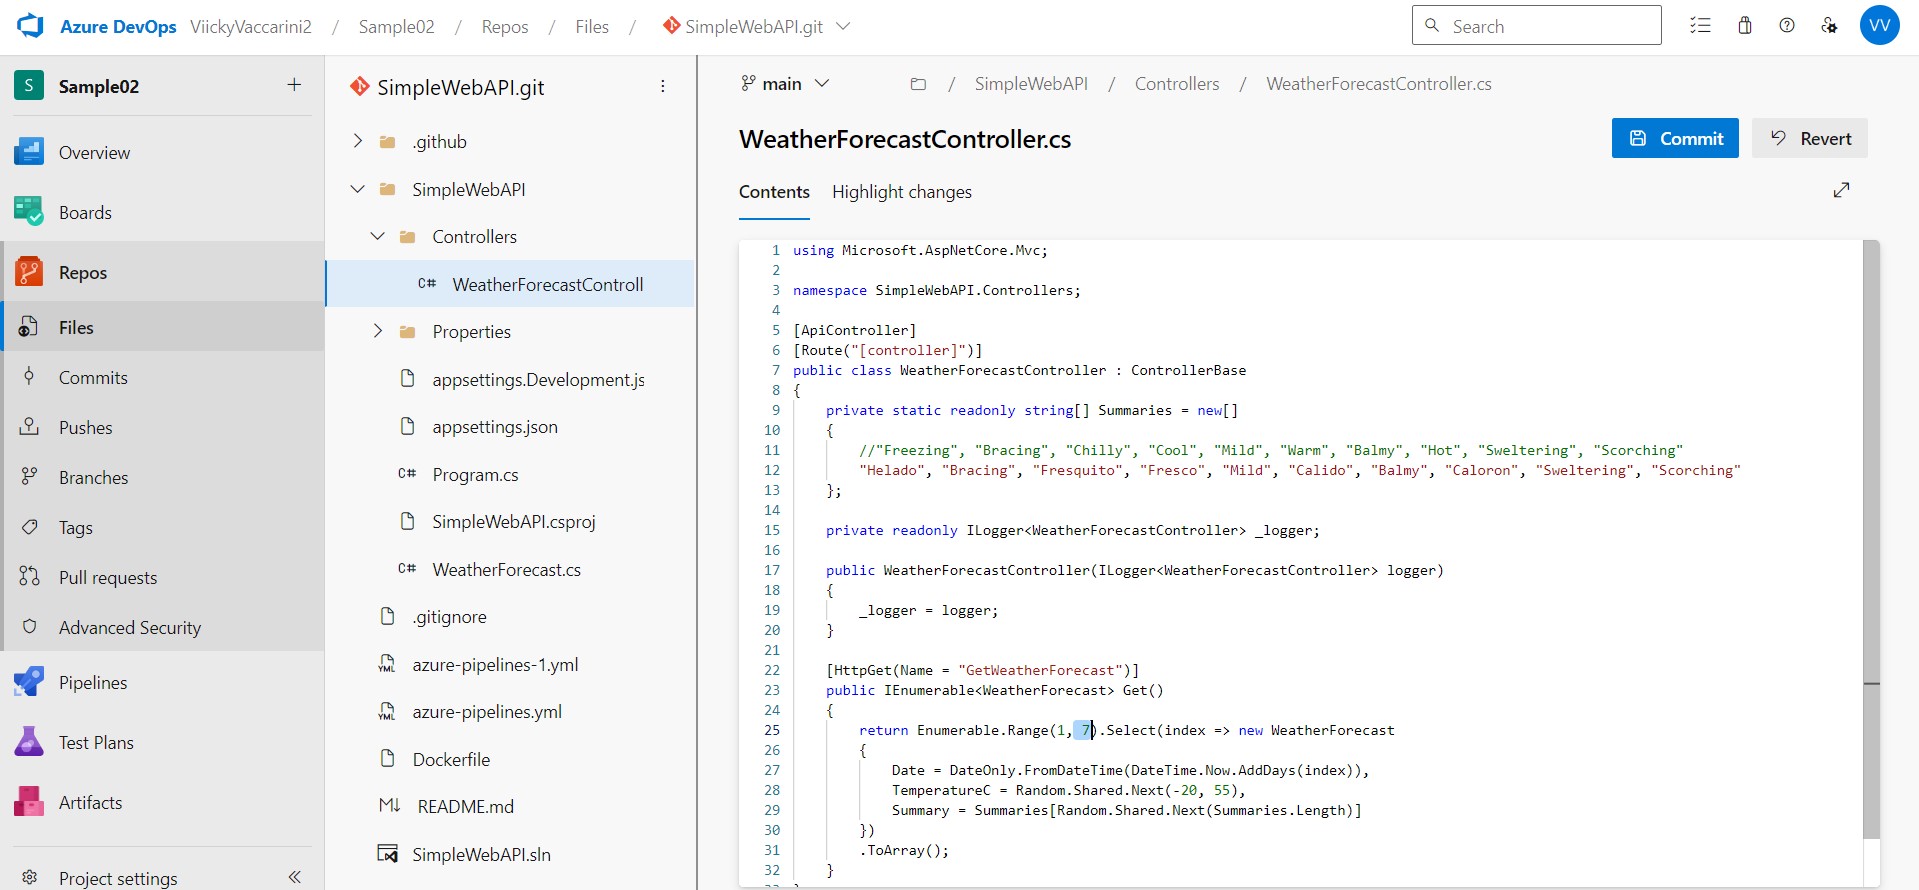 Azure DevOps ViickyVaccarini2 / Sample02 / Repos / Files / SimpleWebAPI.git
Search
VV
S Sample02 +
Overview
Boards
Repos
Files
Commits
Pushes
Branches
Tags
Pull requests
Advanced Security
Pipelines
Test Plans
Artifacts
Project settings
SimpleWebAPI.git
.github
SimpleWebAPI
Controllers
C# WeatherForecastControll
Properties
appsettings.Development.js
appsettings.json
C# Program.cs
SimpleWebAPI.csproj
C# WeatherForecast.cs
.gitignore
YML azure-pipelines-1.yml
YML azure-pipelines.yml
Dockerfile
M↓ README.md
SimpleWebAPI.sln
main / SimpleWebAPI / Controllers / WeatherForecastController.cs
WeatherForecastController.cs
Commit Revert
Contents Highlight changes
1 using Microsoft.AspNetCore.Mvc;
2
3 namespace SimpleWebAPI.Controllers;
4
5 [ApiController]
6 [Route("[controller]")]
7 public class WeatherForecastController : ControllerBase
8 {
9 private static readonly string[] Summaries = new[]
10 {
11 //"Freezing", "Bracing", "Chilly", "Cool", "Mild", "Warm", "Balmy", "Hot", "Sweltering", "Scorching"
12 "Helado", "Bracing", "Fresquito", "Fresco", "Mild", "Calido", "Balmy", "Caloron", "Sweltering", "Scorching"
13 };
14
15 private readonly ILogger<WeatherForecastController> _logger;
16
17 public WeatherForecastController(ILogger<WeatherForecastController> logger)
18 {
19 _logger = logger;
20 }
21
22 [HttpGet(Name = "GetWeatherForecast")]
23 public IEnumerable<WeatherForecast> Get()
24 {
25 return Enumerable.Range(1, 7).Select(index => new WeatherForecast
26 {
27 Date = DateOnly.FromDateTime(DateTime.Now.AddDays(index)),
28 TemperatureC = Random.Shared.Next(-20, 55),
29 Summary = Summaries[Random.Shared.Next(Summaries.Length)]
30 })
31 .ToArray();
32 }